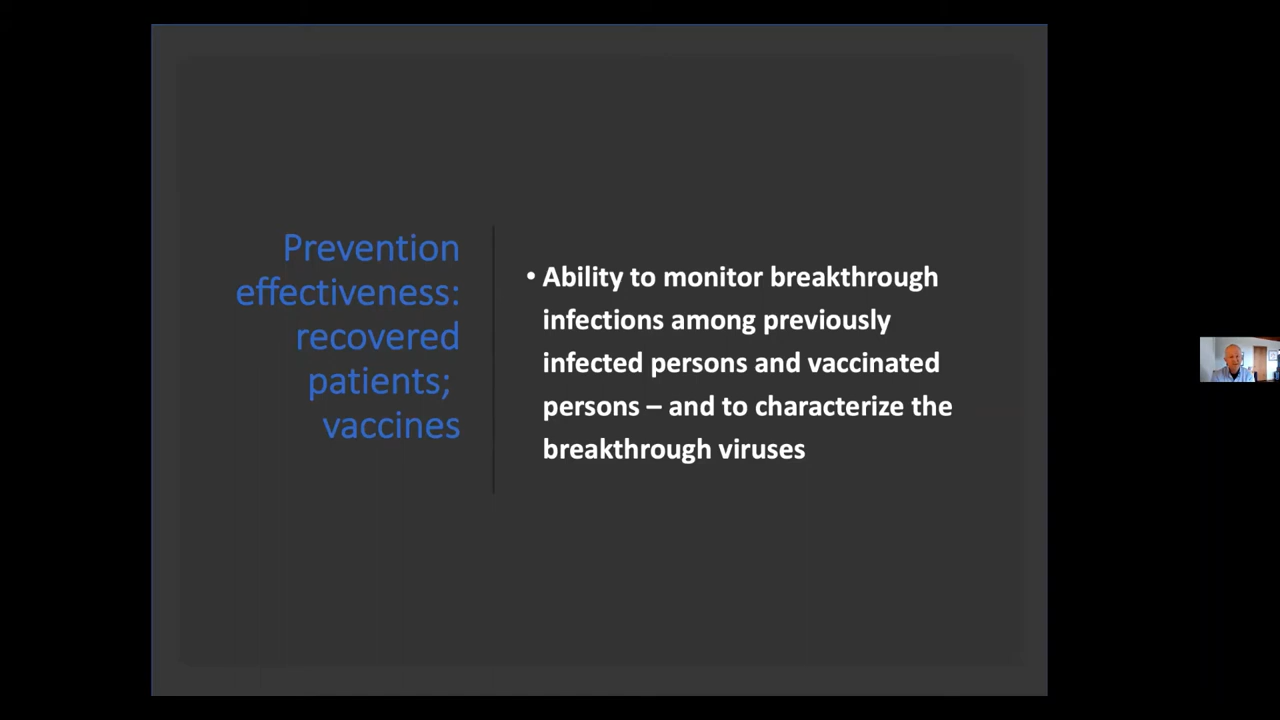 Prevention
effectiveness:
recovered
patients;
vaccines
• Ability to monitor breakthrough
infections among previously
infected persons and vaccinated
persons – and to characterize the
breakthrough viruses